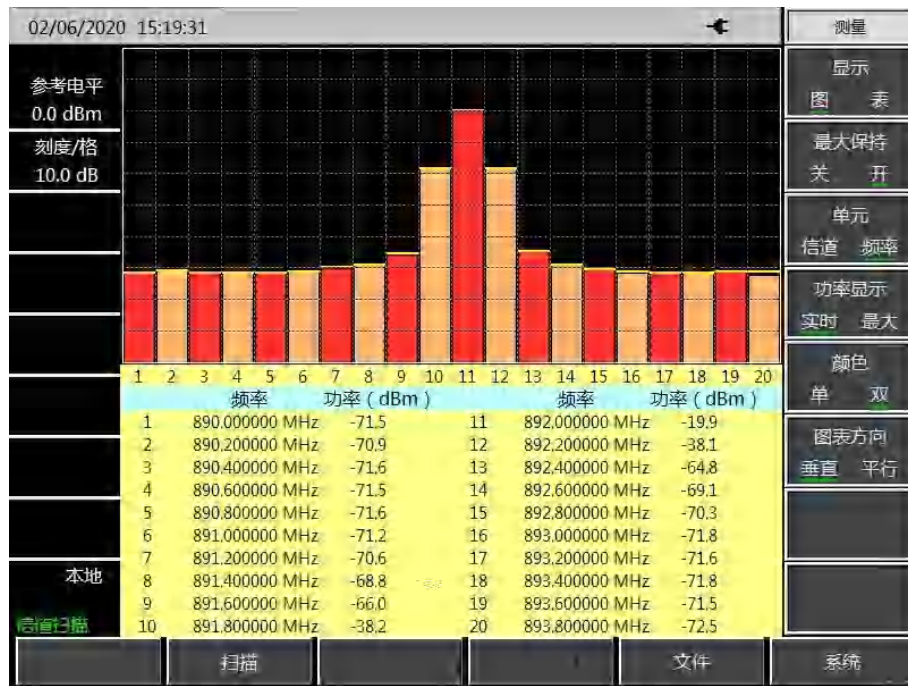 02/06/2020 15:19:31
参考电平
0.0 dBm
刻度/格
10.0 dB
本地
信道扫描
1 2 3 4 5 6 7 8 9 10 11 12 13 14 15 16 17 18 19 20
频率 功率(dBm) 频率 功率(dBm)
1 890.000000 MHz -71.5 11 892.000000 MHz -19.9
2 890.200000 MHz -70.9 12 892.200000 MHz -38.1
3 890.400000 MHz -71.6 13 892.400000 MHz -64.8
4 890.600000 MHz -71.5 14 892.600000 MHz -69.1
5 890.800000 MHz -71.6 15 892.800000 MHz -70.3
6 891.000000 MHz -71.2 16 893.000000 MHz -71.8
7 891.200000 MHz -70.6 17 893.200000 MHz -71.6
8 891.400000 MHz -68.8 18 893.400000 MHz -71.8
9 891.600000 MHz -66.0 19 893.600000 MHz -71.5
10 891.800000 MHz -38.2 20 893.800000 MHz -72.5
测量
显示
图 表
最大保持
关 开
单元
信道 频率
功率显示
实时 最大
颜色
单 双
图表方向
垂直 平行
扫描 文件 系统